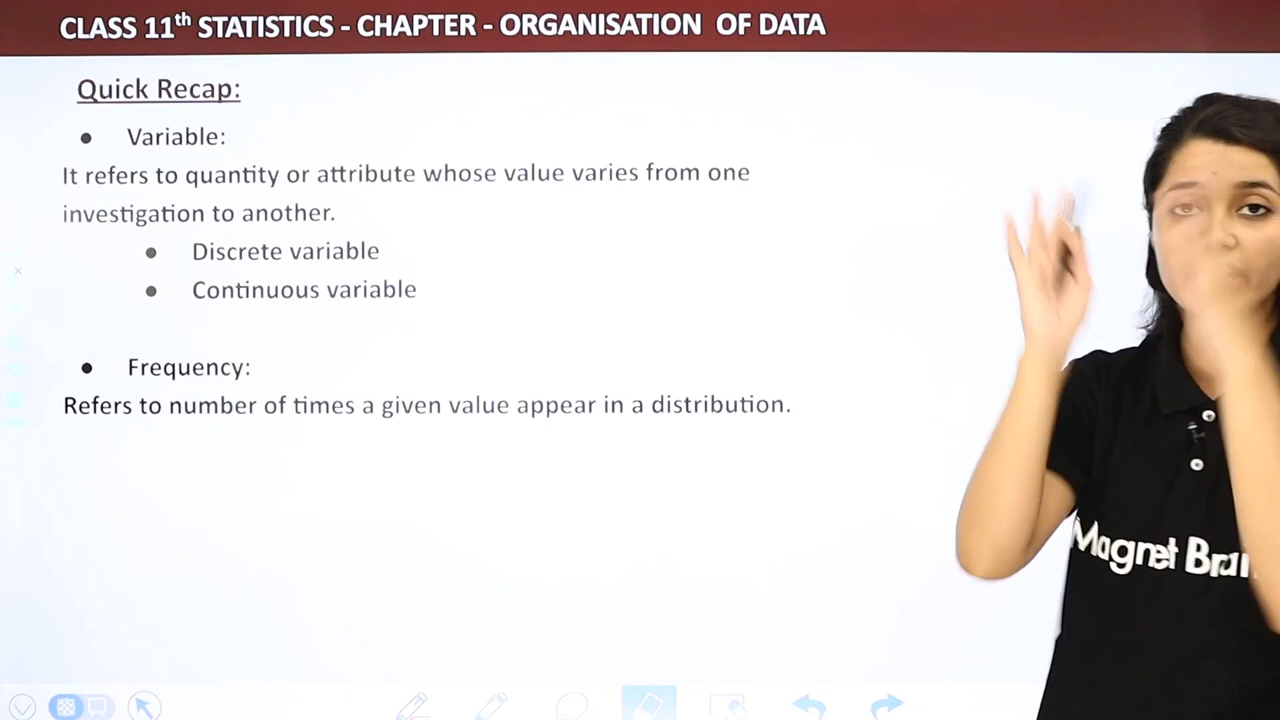 CLASS 11th STATISTICS - CHAPTER - ORGANISATION OF DATA
Quick Recap:
● Variable:
It refers to quantity or attribute whose value varies from one
investigation to another.
● Discrete variable
● Continuous variable
● Frequency:
Refers to number of times a given value appear in a distribution.
Magnet